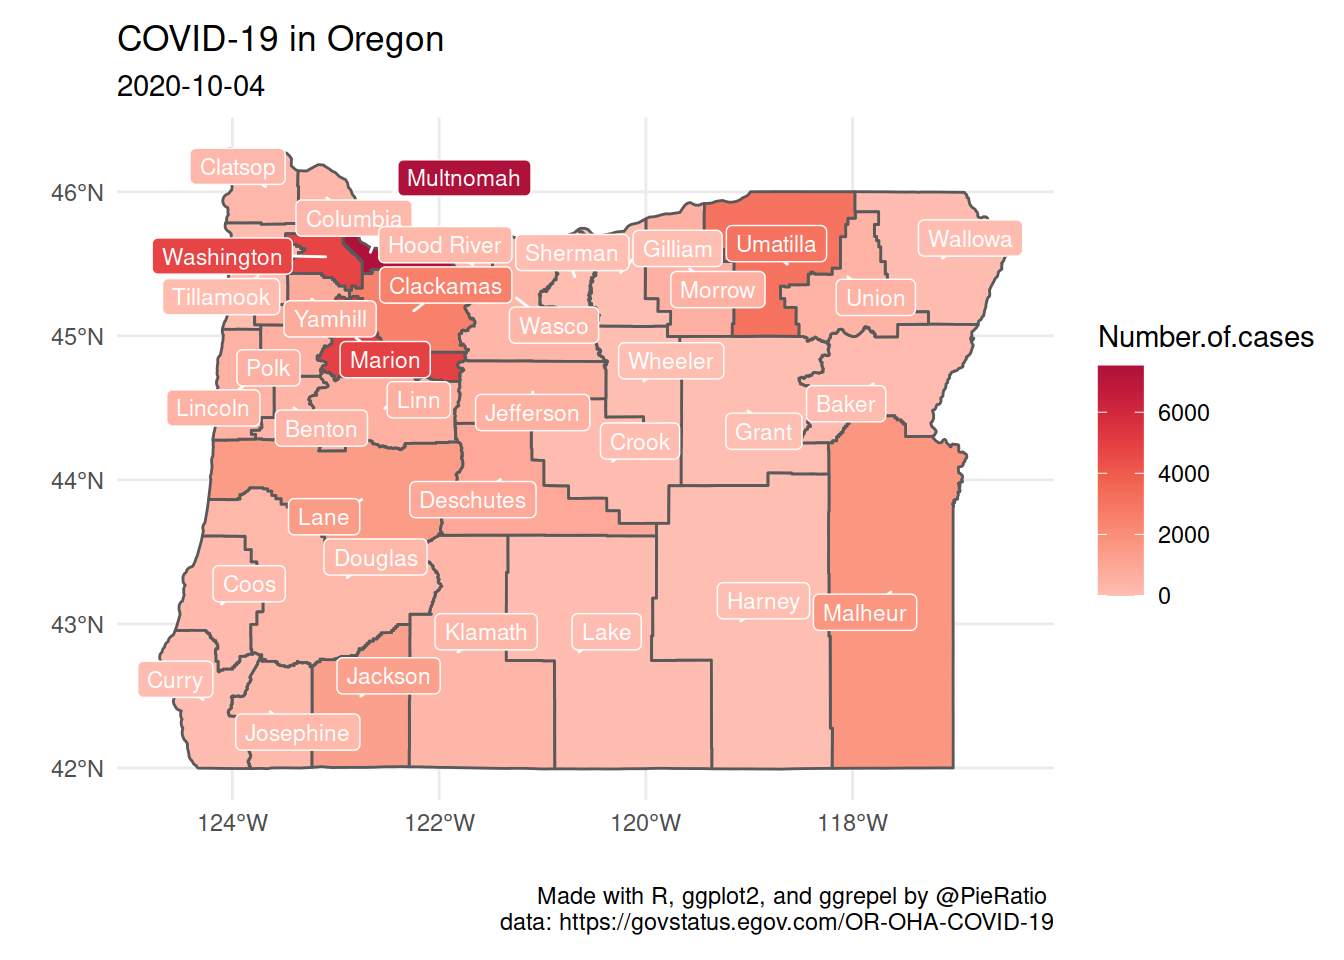 COVID-19 in Oregon
2020-10-04
Clatsop
Multnomah
46°N
Columbia
Hood River
Washington
Sherman
Gilliam
Umatilla
Wallowa
Tillamook
Clackamas
Morrow
Union
Yamhill
Wasco
45°N
Marion
Wheeler
Polk
Lincoln
Linn
Jefferson
Baker
Benton
Crook
Grant
44°N
Lane
Deschutes
Douglas
Coos
Harney
Malheur
43°N
Klamath
Lake
Curry
Jackson
Josephine
42°N
124°W
122°W
120°W
118°W
Number.of.cases
6000
4000
2000
0
Made with R, ggplot2, and ggrepel by @PieRatio
data: https://govstatus.egov.com/OR-OHA-COVID-19